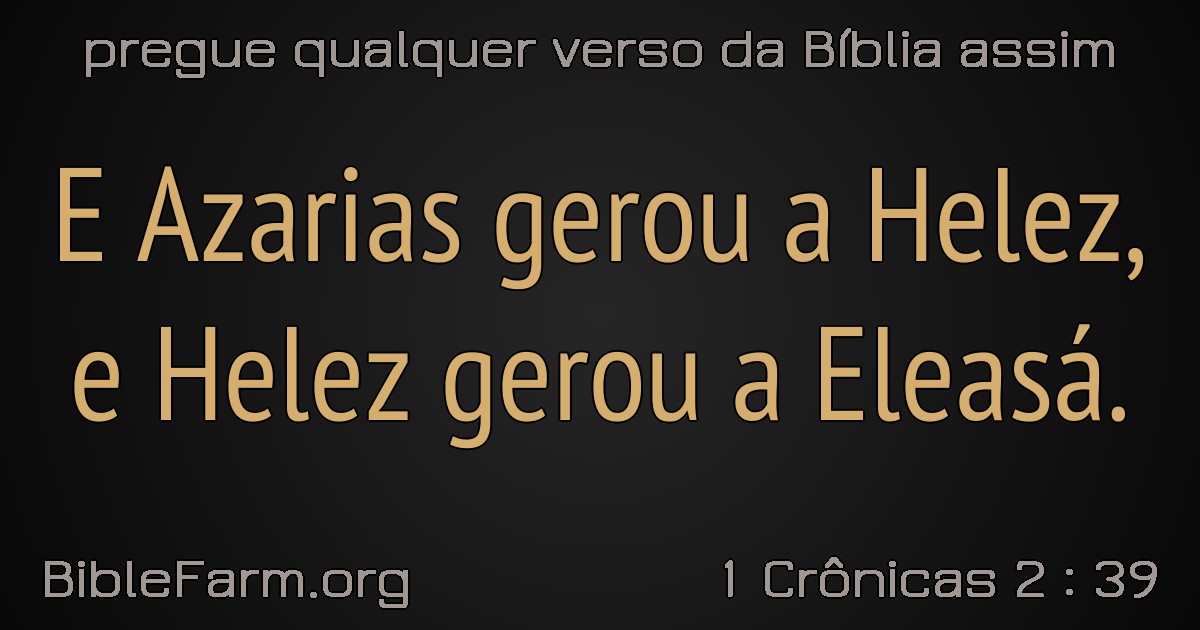 pregue qualquer verso da Bíblia assim
E Azarias gerou a Helez,
e Helez gerou a Eleasá.
BibleFarm.org
1 Crônicas 2 : 39